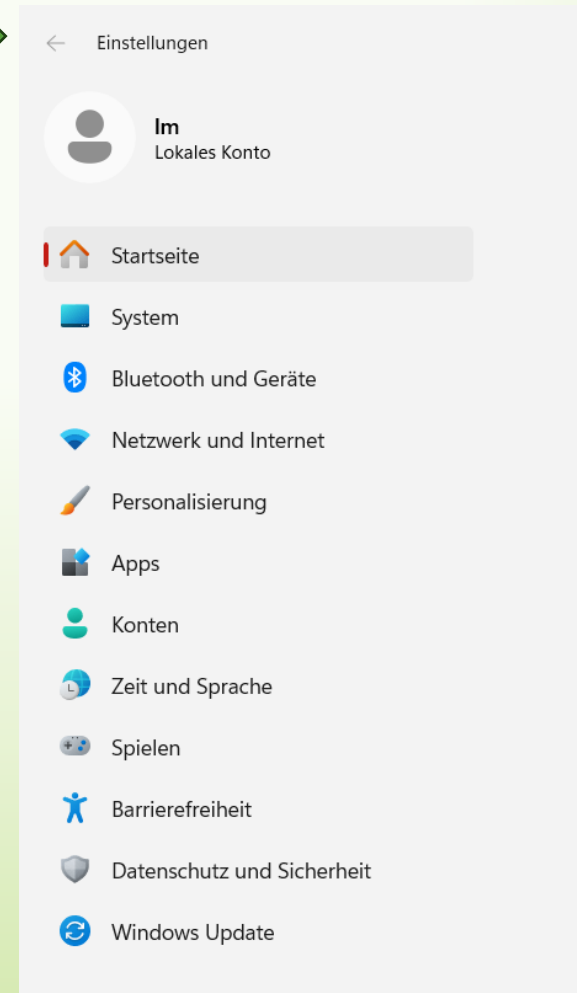 Einstellungen
lm
Lokales Konto
Startseite
System
Bluetooth und Geräte
Netzwerk und Internet
Personalisierung
Apps
Konten
Zeit und Sprache
Spielen
Barrierefreiheit
Datenschutz und Sicherheit
Windows Update